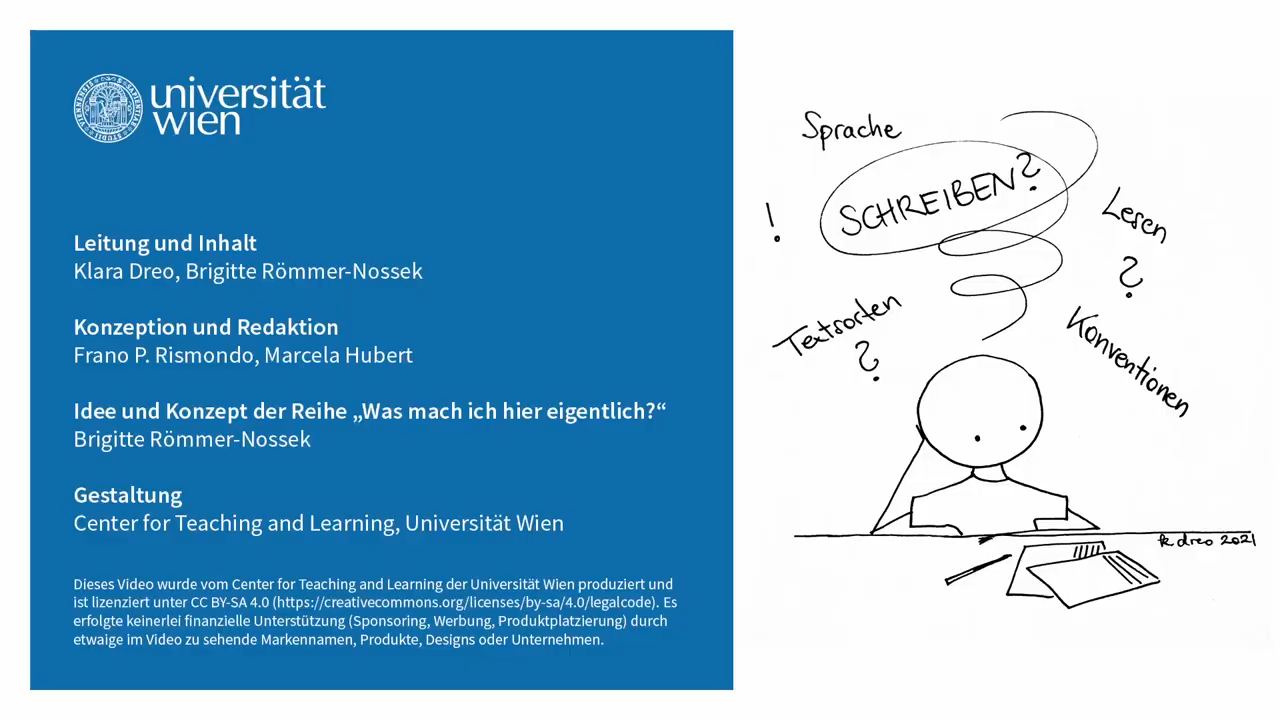 universität
wien
Leitung und Inhalt
Klara Dreo, Brigitte Römmer-Nossek
Konzeption und Redaktion
Frano P. Rismondo, Marcela Hubert
Idee und Konzept der Reihe „Was mach ich hier eigentlich?“
Brigitte Römmer-Nossek
Gestaltung
Center for Teaching and Learning, Universität Wien
Dieses Video wurde vom Center for Teaching and Learning der Universität Wien produziert und
ist lizenziert unter CC BY-SA 4.0 (https://creativecommons.org/licenses/by-sa/4.0/legalcode). Es
erfolgte keinerlei finanzielle Unterstützung (Sponsoring, Werbung, Produktplatzierung) durch
etwaige im Video zu sehende Markennamen, Produkte, Designs oder Unternehmen.
Sprache
SCHREIBEN?
!
Lesen
?
Textsorten
?
Konventionen
k dreo 2021